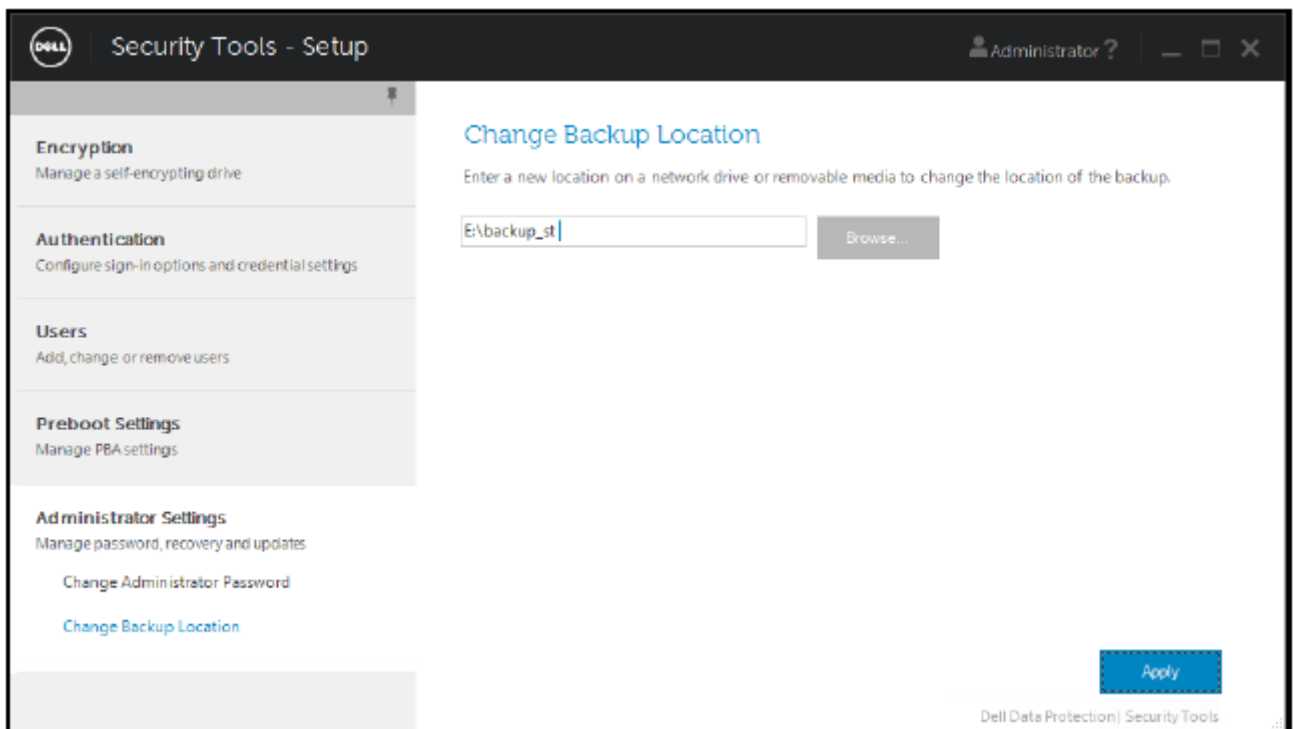 DELL
Security Tools - Setup
Administrator ?
Encryption
Manage a self-encrypting drive
Authentication
Configure sign-in options and credential settings
Users
Add, change or remove users
Preboot Settings
Manage PBA settings
Administrator Settings
Manage password, recovery and updates
Change Administrator Password
Change Backup Location
Change Backup Location
Enter a new location on a network drive or removable media to change the location of the backup.
E:\backup_st
Browse...
Apply
Dell Data Protection | Security Tools